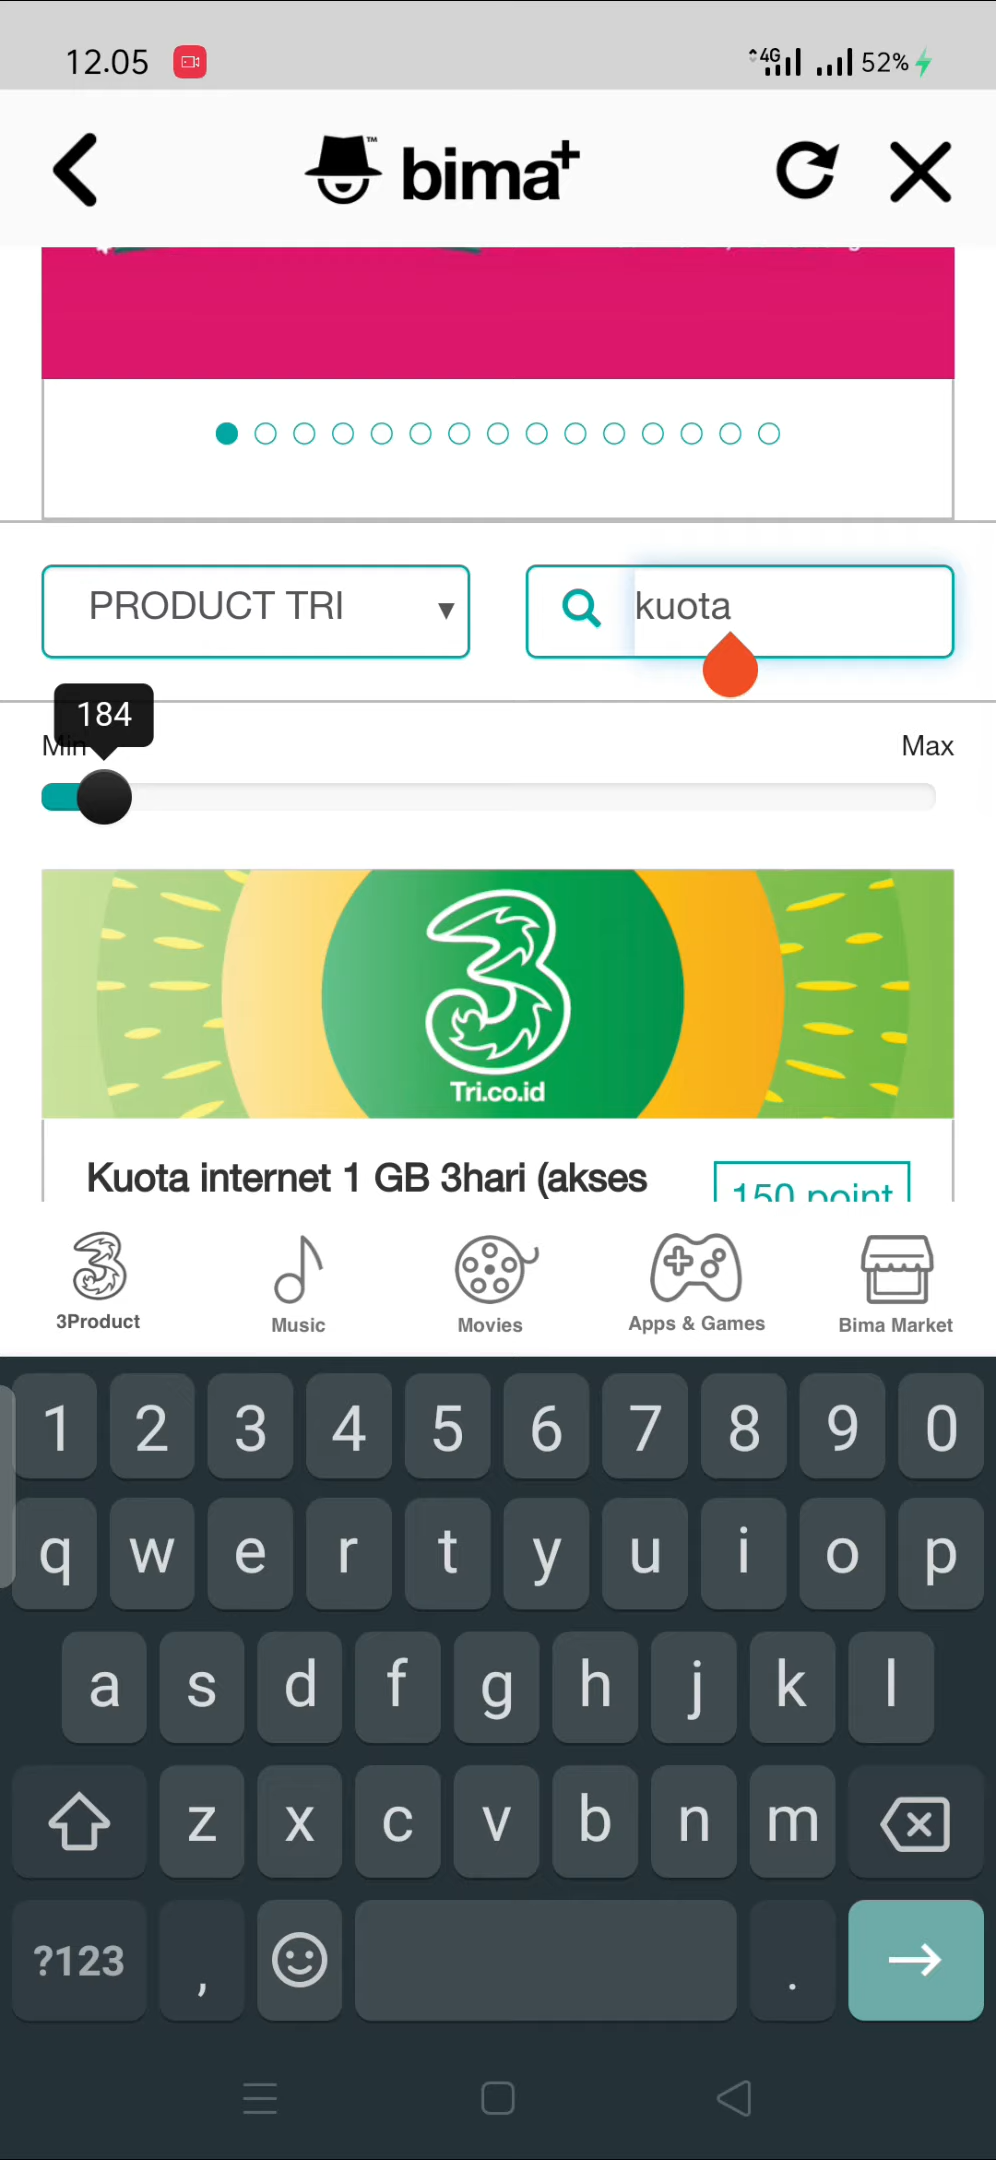 12.05
4G 52%
bima+
PRODUCT TRI
kuota
184
Min
Max
Tri.co.id
Kuota internet 1 GB 3hari (akses
150 point
3Product
Music
Movies
Apps & Games
Bima Market
1 2 3 4 5 6 7 8 9 0
q w e r t y u i o p
a s d f g h j k l
z x c v b n m
?123 , .